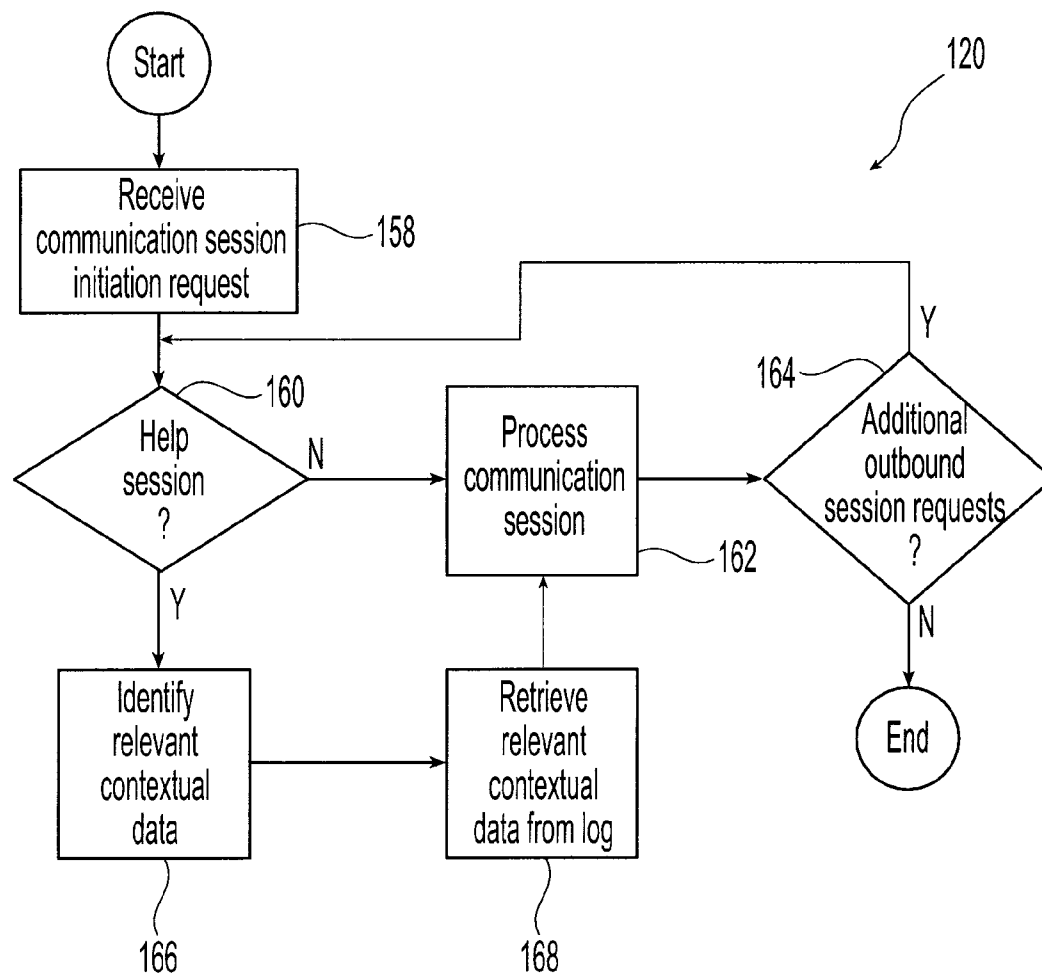 Start
120
Receive
communication session
initiation request
158
Y
160
164
Help
session
?
N
Process
communication
session
162
Additional
outbound
session requests
?
Y
N
Identify
relevant
contextual
data
Retrieve
relevant
contextual
data from log
End
166
168